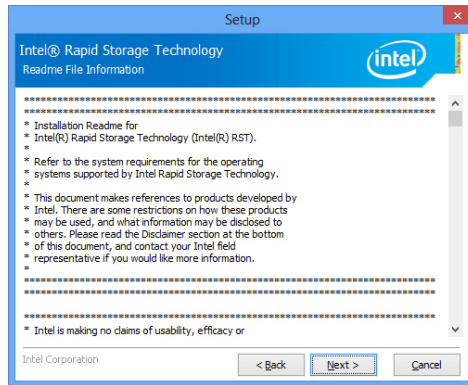 Setup
Intel® Rapid Storage Technology
Readme File Information
intel
********************************************************************************
********************************************************************************
* Installation Readme for
* Intel(R) Rapid Storage Technology (Intel(R) RST).
*
* Refer to the system requirements for the operating
* systems supported by Intel Rapid Storage Technology.
*
* This document makes references to products developed by
* Intel. There are some restrictions on how these products
* may be used, and what information may be disclosed to
* others. Please read the Disclaimer section at the bottom
* of this document, and contact your Intel field
* representative if you would like more information.
*
********************************************************************************
********************************************************************************
********************************************************************************
* Intel is making no claims of usability, efficacy or
Intel Corporation
< Back
Next >
Cancel